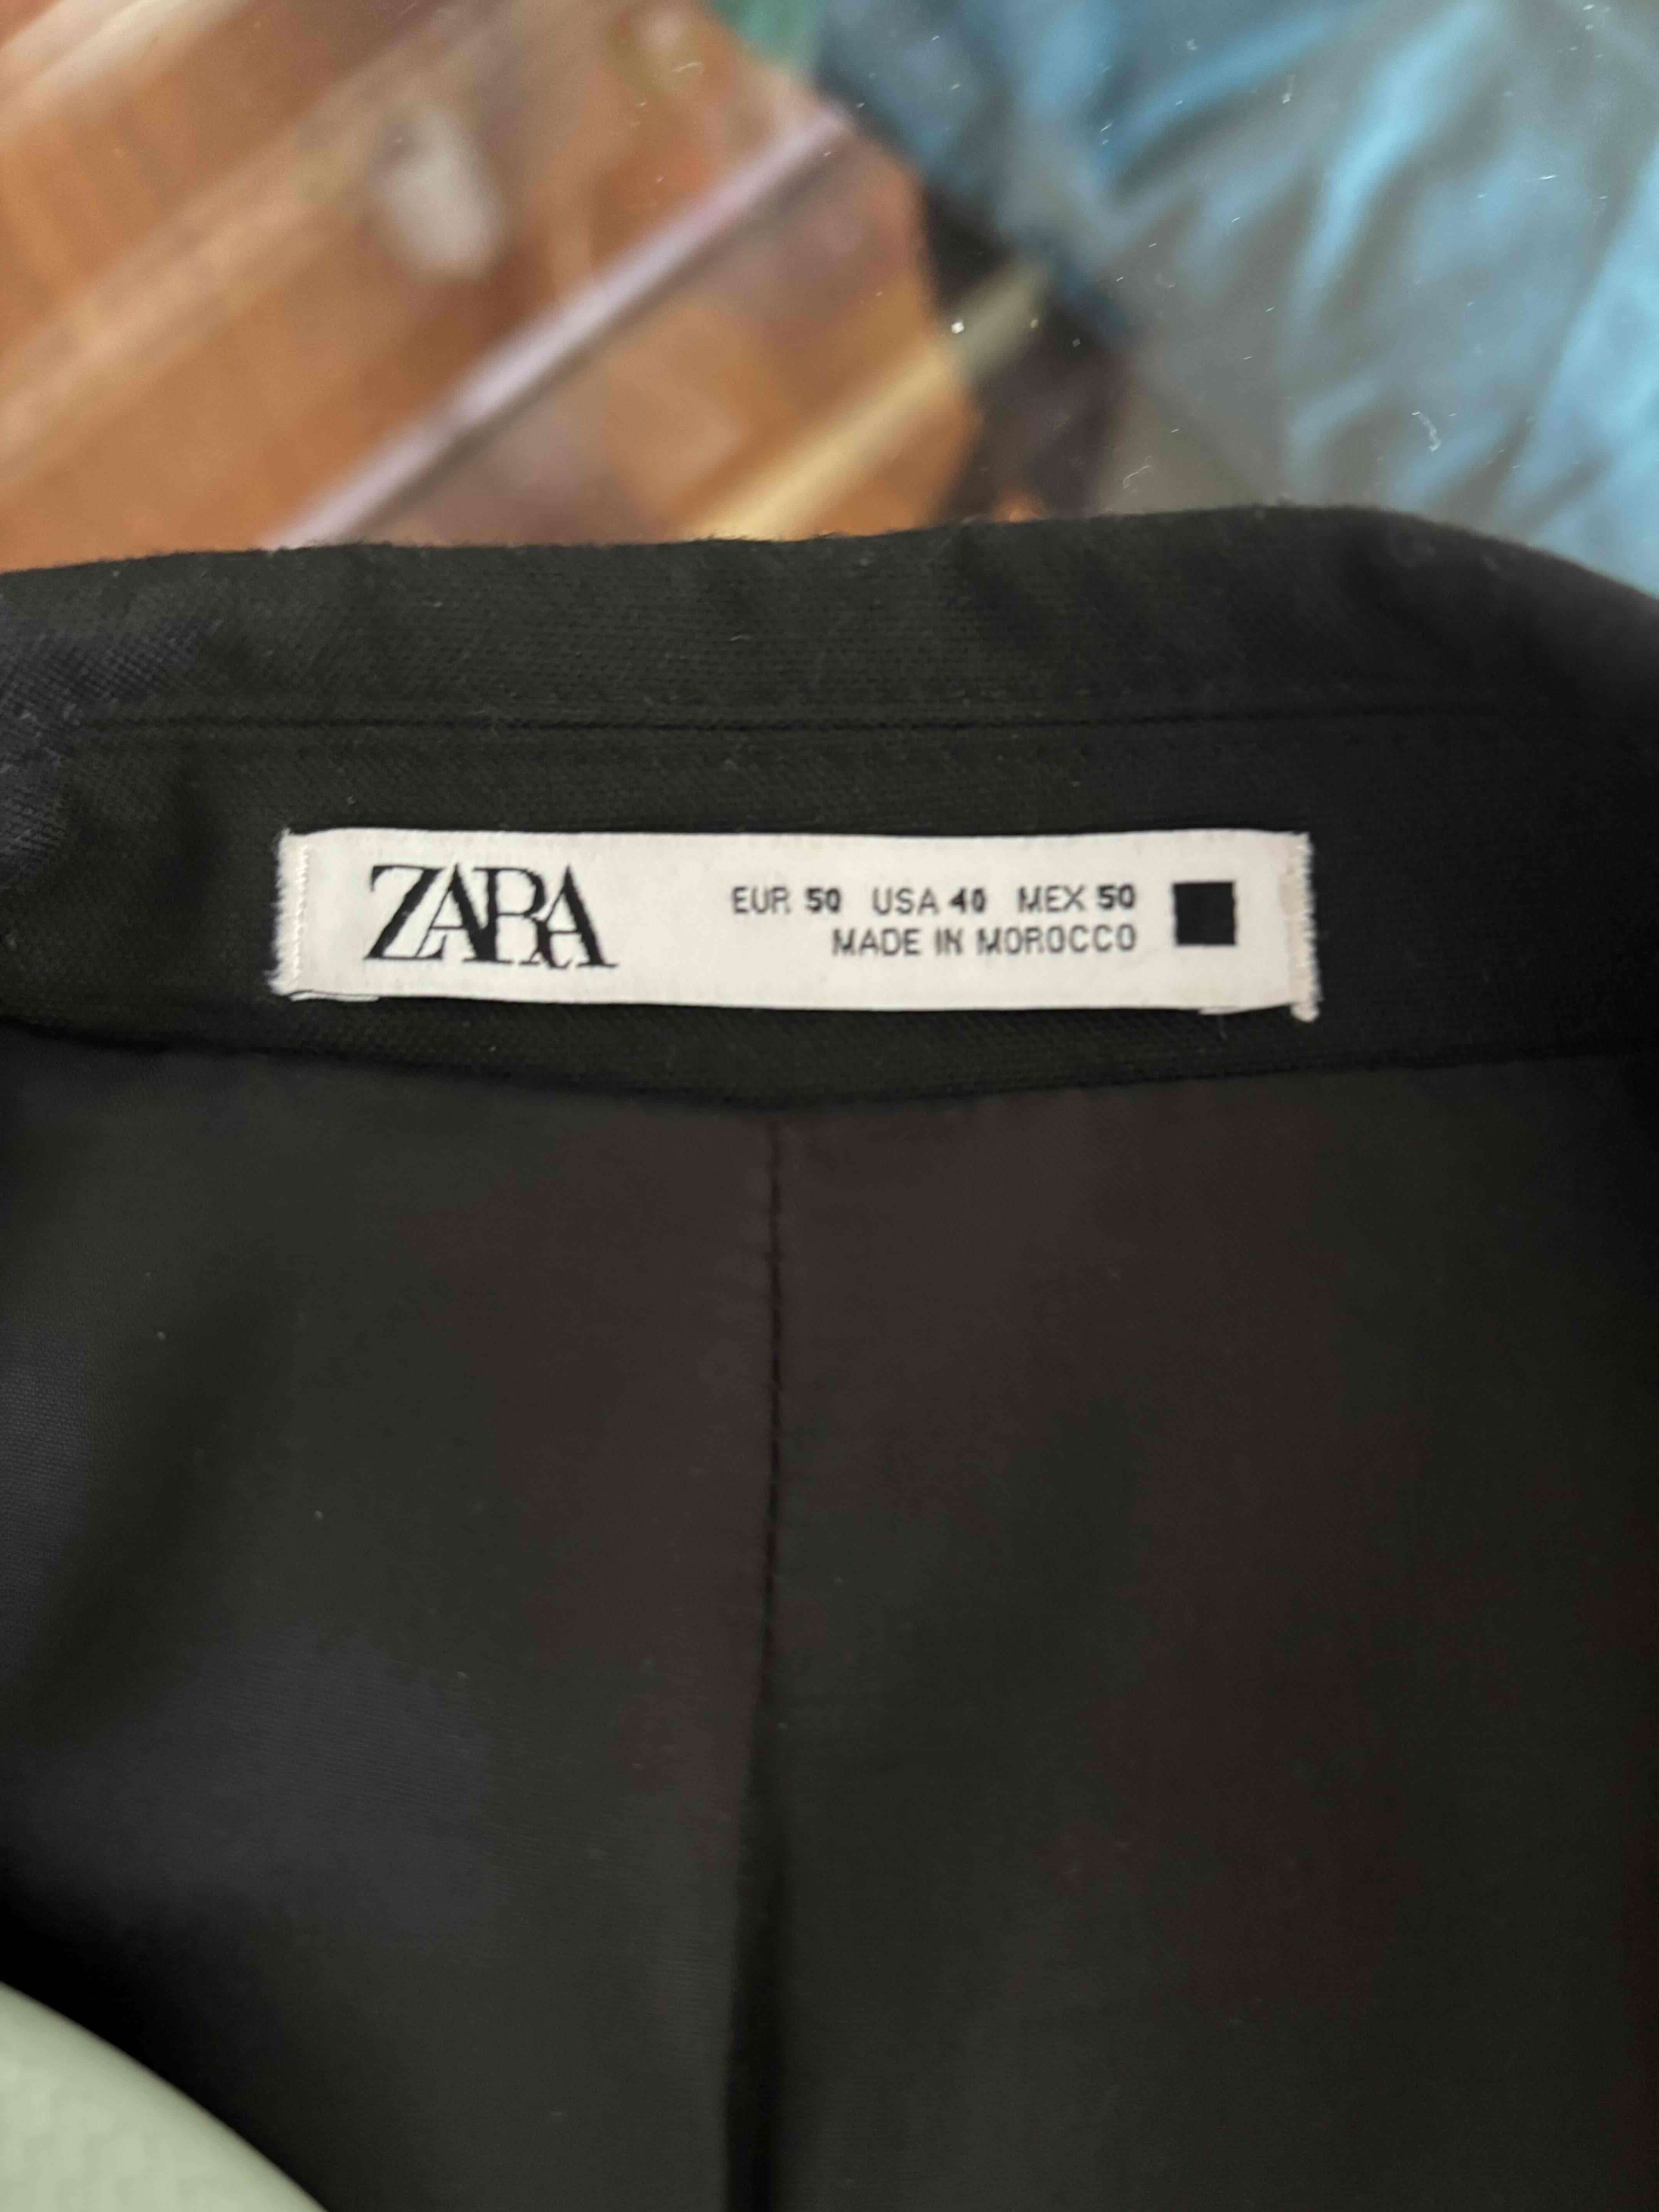 ZARA
EUR 50 USA 40 MEX 50
MADE IN MOROCCO